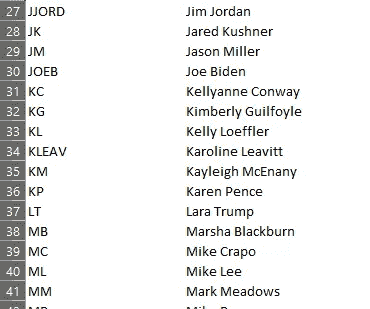 27 JJORD Jim Jordan
28 JK Jared Kushner
29 JM Jason Miller
30 JOEB Joe Biden
31 KC Kellyanne Conway
32 KG Kimberly Guilfoyle
33 KL Kelly Loeffler
34 KLEAV Karoline Leavitt
35 KM Kayleigh McEnany
36 KP Karen Pence
37 LT Lara Trump
38 MB Marsha Blackburn
39 MC Mike Crapo
40 ML Mike Lee
41 MM Mark Meadows